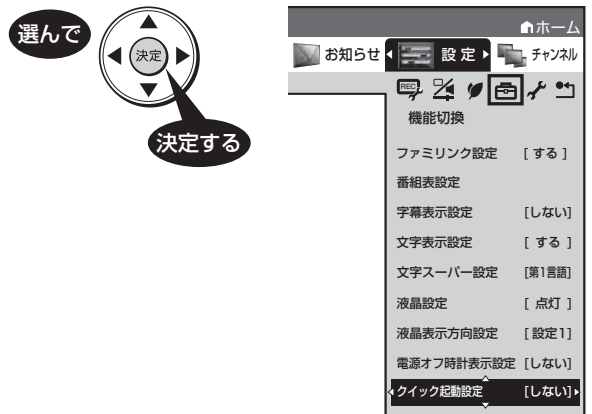 選んで
決定
決定する
ホーム
お知らせ 設定 チャンネル
REC
機能切換
ファミリンク設定 [ する ]
番組表設定
字幕表示設定 [しない]
文字表示設定 [ する ]
文字スーパー設定 [第1言語]
液晶設定 [ 点灯 ]
液晶表示方向設定 [ 設定1]
電源オフ時計表示設定 [しない]
クイック起動設定 [しない]